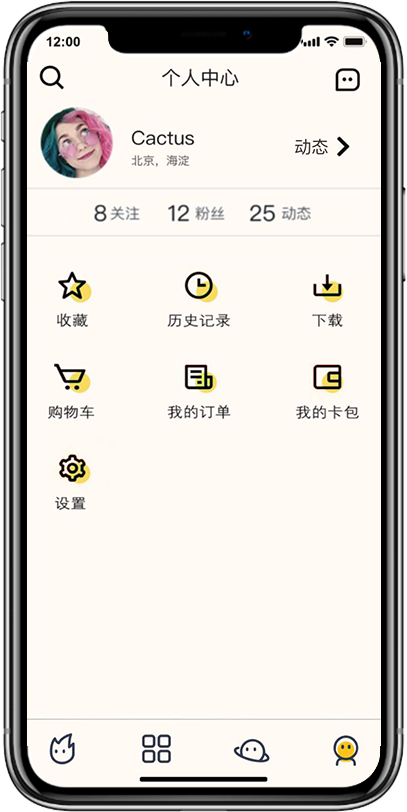 12:00
个人中心
Cactus
北京，海淀
动态
8 关注 12 粉丝 25 动态
收藏 历史记录 下载
购物车 我的订单 我的卡包
设置